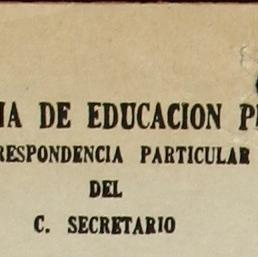 IA DE EDUCACION P
RESPONDENCIA PARTICULAR
DEL
C. SECRETARIO